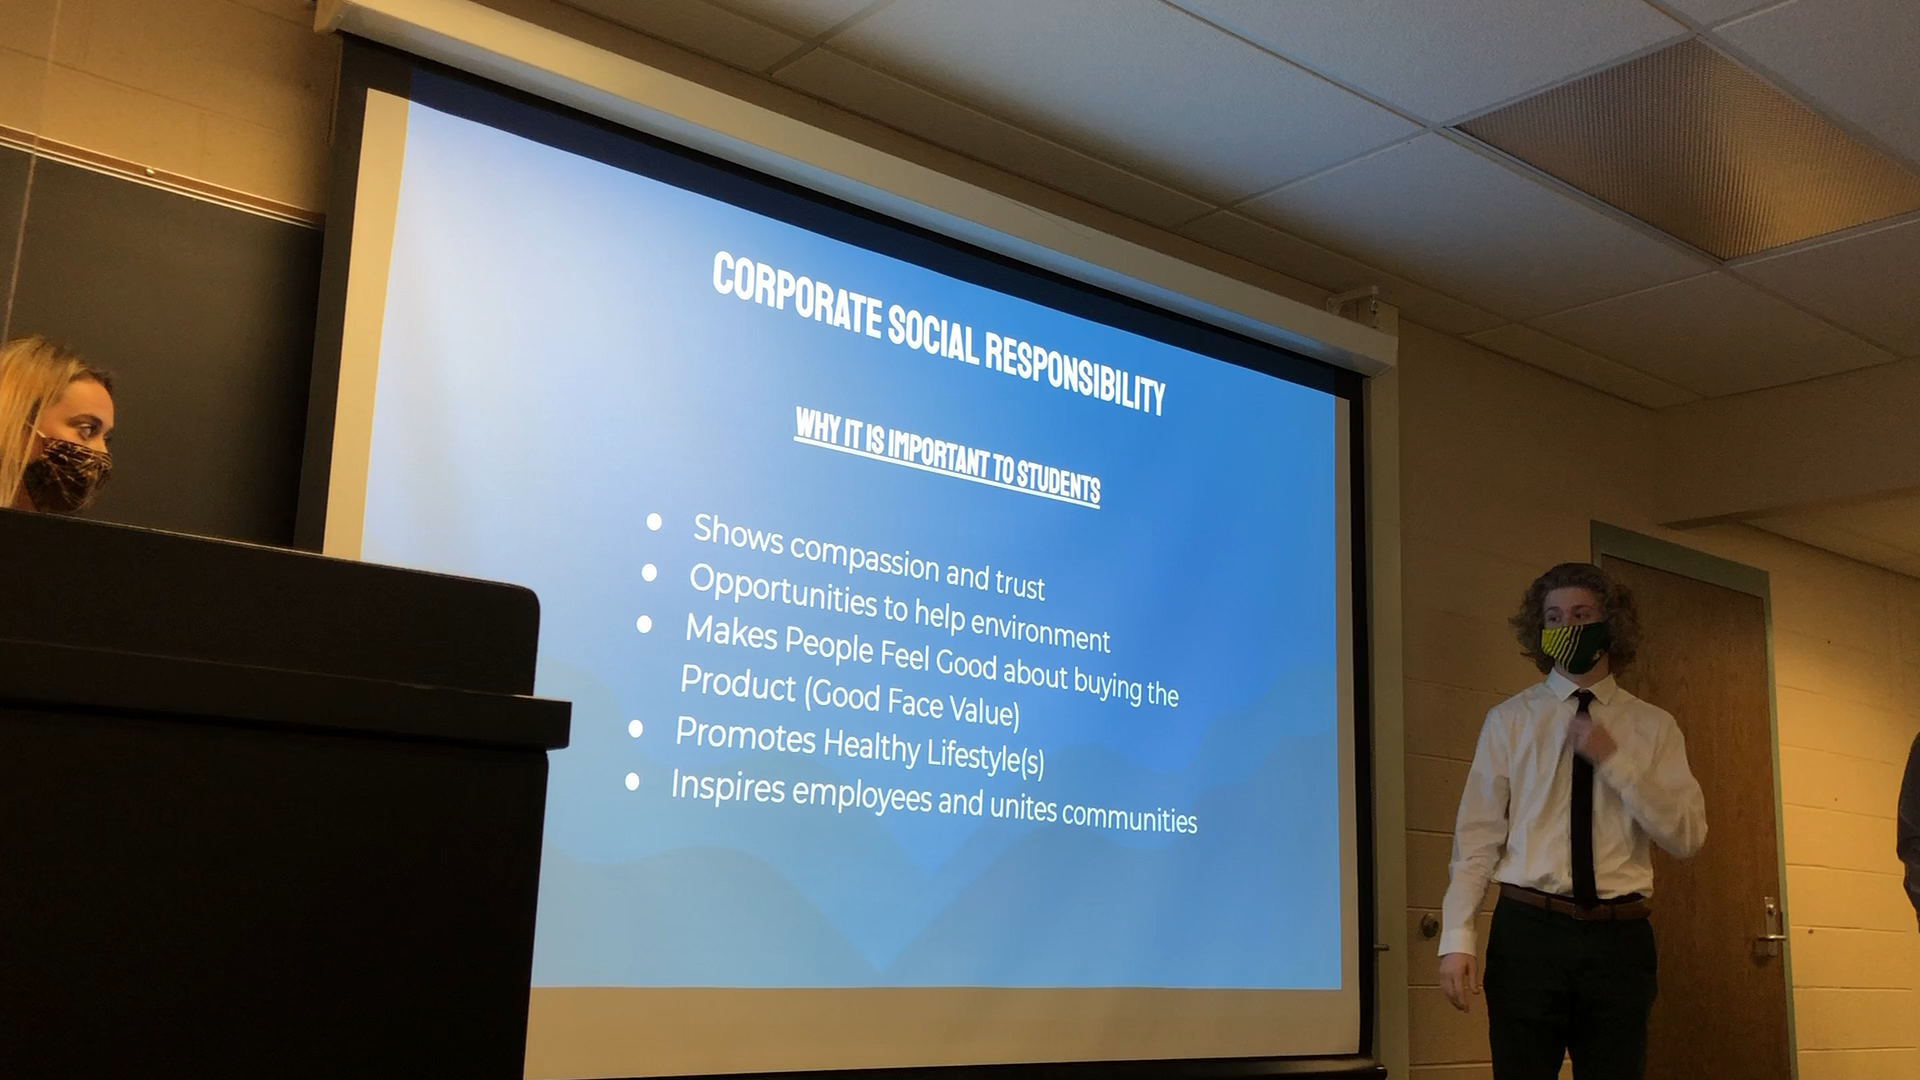 CORPORATE SOCIAL RESPONSIBILITY
WHY IT IS IMPORTANT TO STUDENTS
● Shows compassion and trust
● Opportunities to help environment
● Makes People Feel Good about buying the
Product (Good Face Value)
● Promotes Healthy Lifestyle(s)
● Inspires employees and unites communities